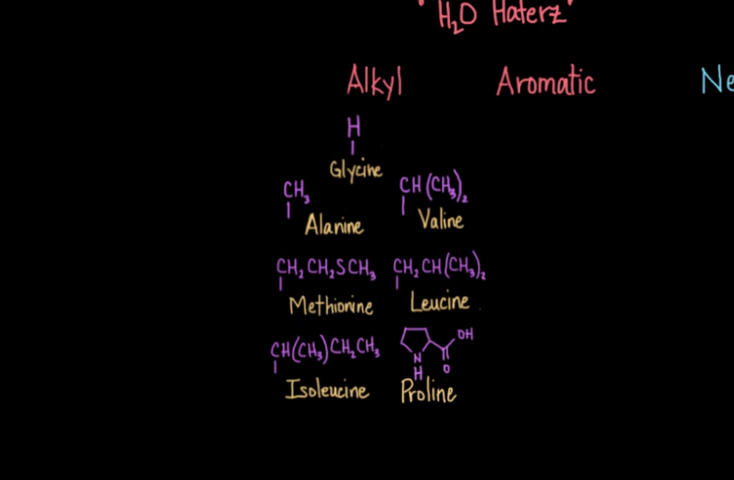 "H₂O Haterz"
Alkyl Aromatic Ne
H
Glycine
CH₃ CH(CH₃)₂
Alanine Valine
CH₂CH₂SCH₃ CH₂CH(CH₃)₂
Methionine Leucine
CH(CH₃)CH₂CH₃ OH
N
H O
Isoleucine Proline